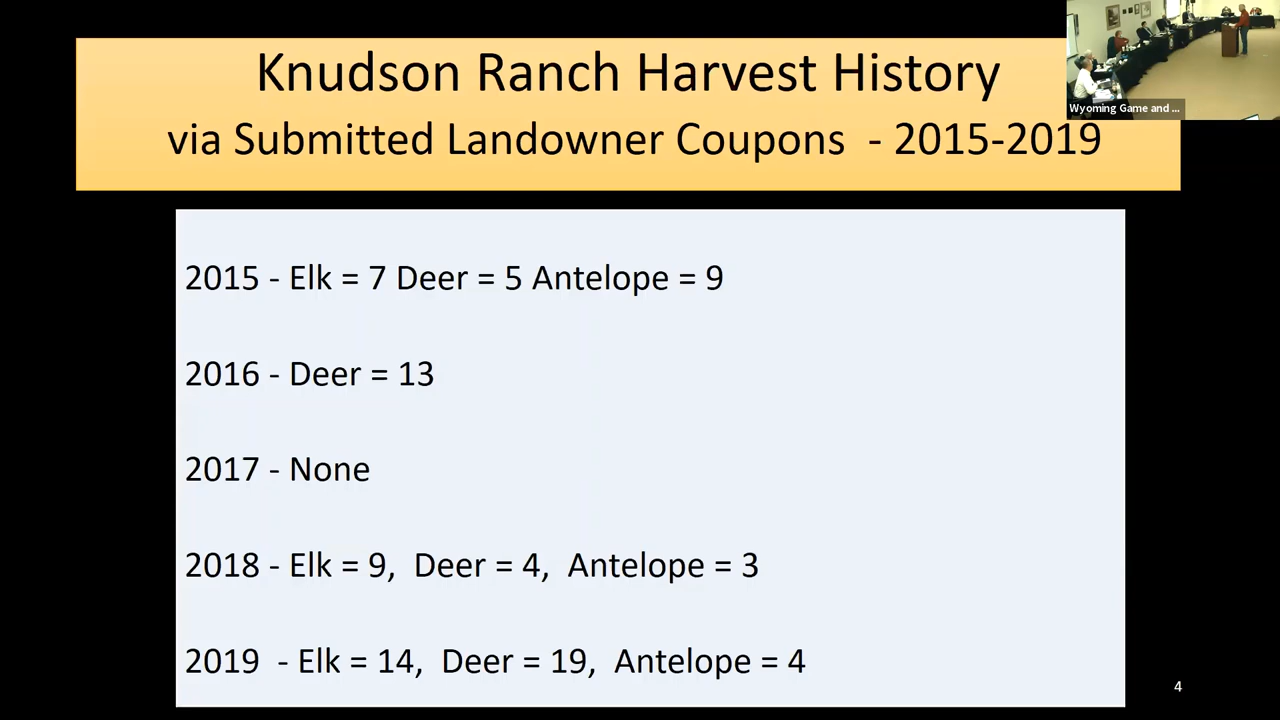 Knudson Ranch Harvest History
via Submitted Landowner Coupons - 2015-2019
Wyoming Game and ...
2015 - Elk = 7 Deer = 5 Antelope = 9
2016 - Deer = 13
2017 - None
2018 - Elk = 9, Deer = 4, Antelope = 3
2019 - Elk = 14, Deer = 19, Antelope = 4
4